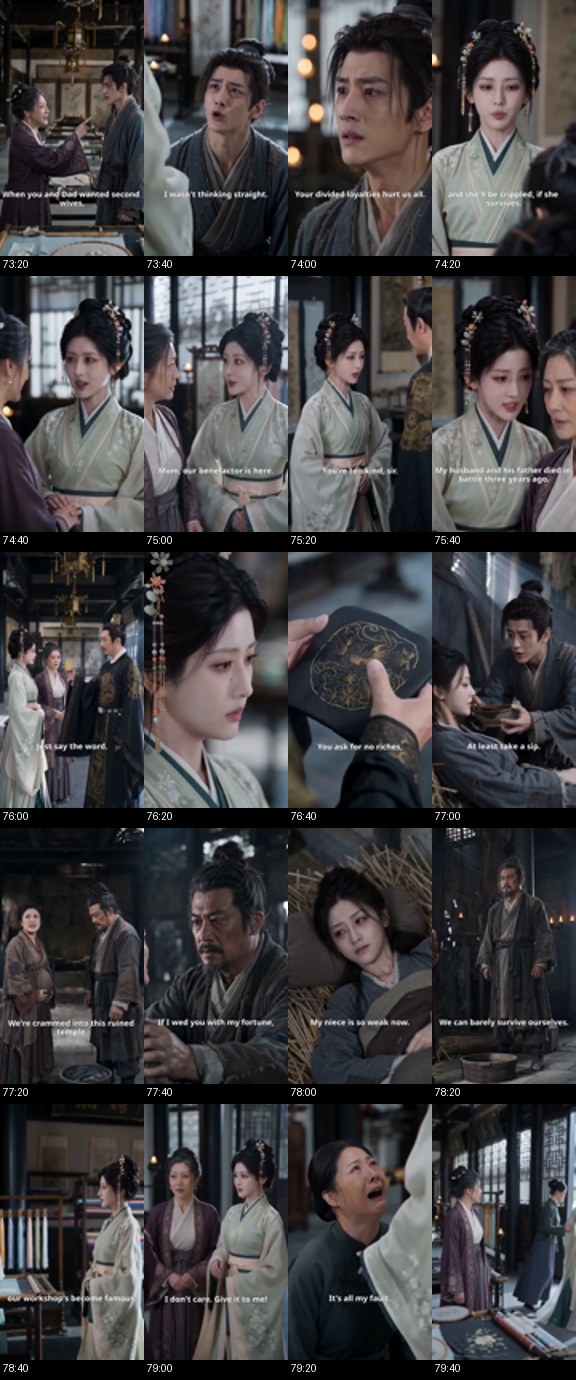 When you and Dad wanted second
wives,
I wasn't thinking straight.
Your divided loyalties hurt us all.
and she'll be crippled, if she
survives.
73:20
73:40
74:00
74:20
Mom, our benefactor is here.
You're too kind, sir.
My husband and his father died in
battle three years ago.
74:40
75:00
75:20
75:40
Just say the word.
You ask for no riches,
At least take a sip.
76:00
76:20
76:40
77:00
We're crammed into this ruined
temple.
If I wed you with my fortune,
My niece is so weak now.
We can barely survive ourselves.
77:20
77:40
78:00
78:20
our workshop's become famous
I don't care. Give it to me!
It's all my fault.
78:40
79:00
79:20
79:40